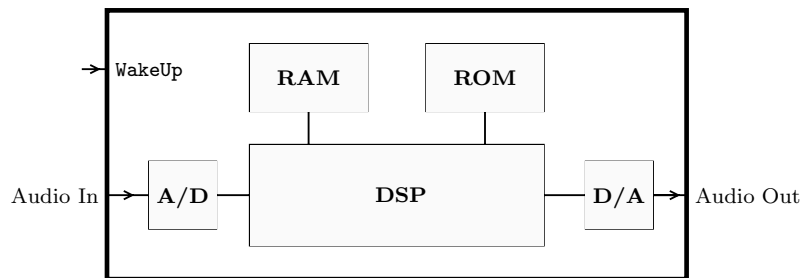 RAM
ROM
WakeUp
Audio In
A/D
DSP
D/A
Audio Out